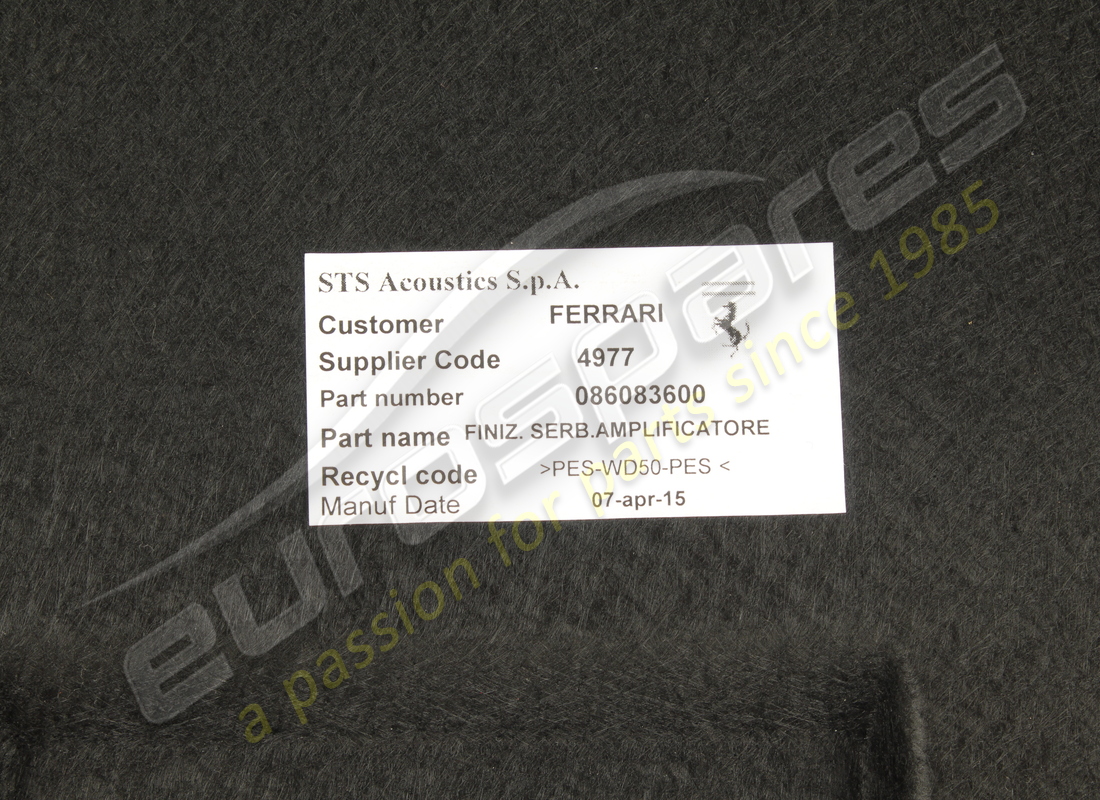 STS Acoustics S.p.A.
Customer FERRARI
Supplier Code 4977
Part number 086083600
Part name FINIZ. SERB.AMPLIFICATORE
Recycl code >PES-WD50-PES <
Manuf Date 07-apr-15
eurospares
a passion for parts since 1985